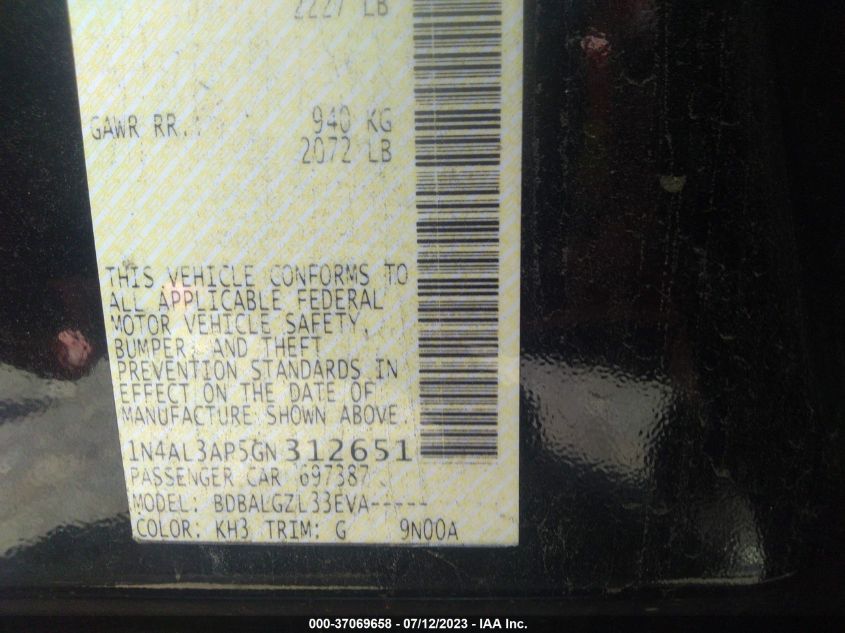 2227 LB
GAWR RR. 940 KG
2072 LB
THIS VEHICLE CONFORMS TO
ALL APPLICABLE FEDERAL
MOTOR VEHICLE SAFETY,
BUMPER, AND THEFT
PREVENTION STANDARDS IN
EFFECT ON THE DATE OF
MANUFACTURE SHOWN ABOVE.
1N4AL3AP5GN312651
PASSENGER CAR 697387
MODEL: BDBALGZL33EVA-----
COLOR: KH3 TRIM: G 9N00A
000-37069658 - 07/12/2023 - IAA Inc.